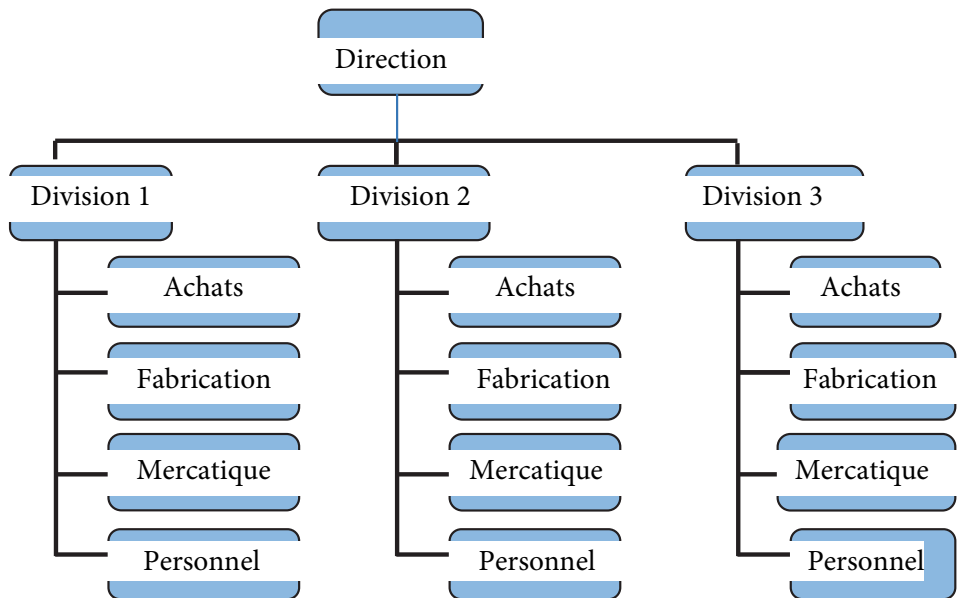 Direction
Division 1
Division 2
Division 3
Achats
Achats
Achats
Fabrication
Fabrication
Fabrication
Mercatique
Mercatique
Mercatique
Personnel
Personnel
Personnel